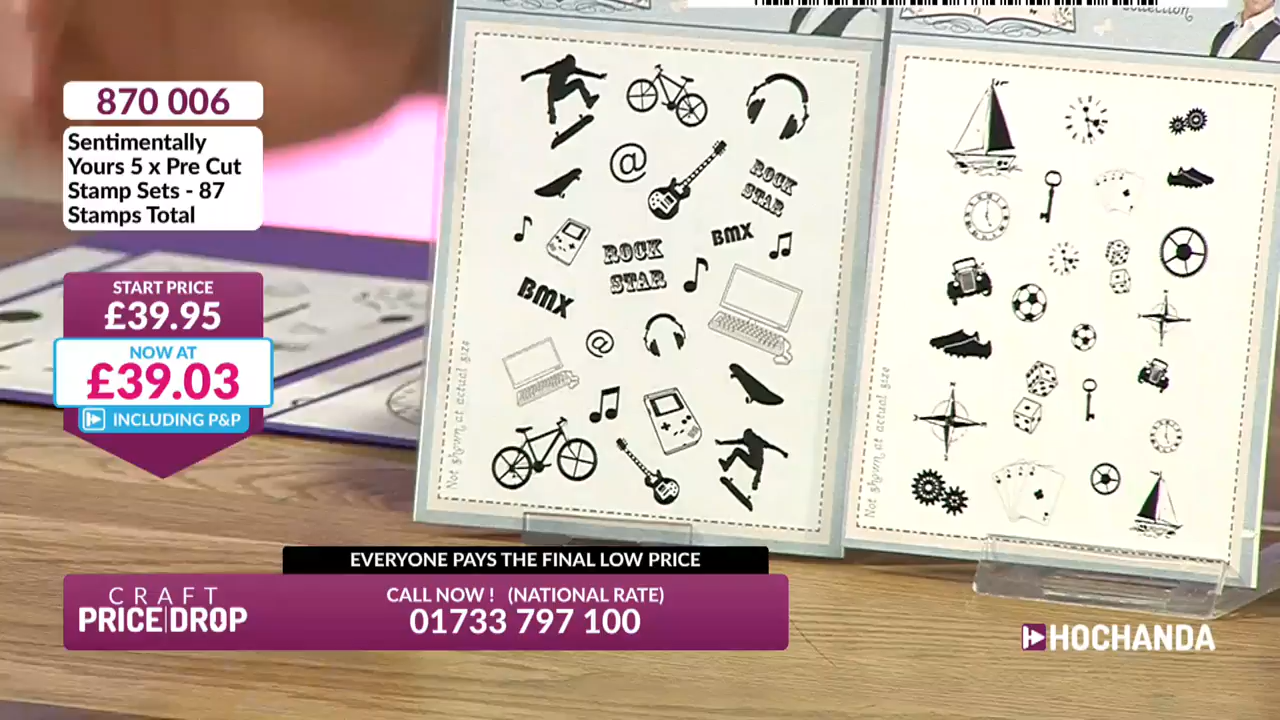 870 006
Sentimentally
Yours 5 x Pre Cut
Stamp Sets - 87
Stamps Total
START PRICE
£39.95
NOW AT
£39.03
INCLUDING P&P
EVERYONE PAYS THE FINAL LOW PRICE
CRAFT
PRICE DROP
CALL NOW ! (NATIONAL RATE)
01733 797 100
HOCHANDA
@
ROCK
STAR
BMX
ROCK
STAR
BMX
@
Not shown at actual size
Collection
Not shown at actual size